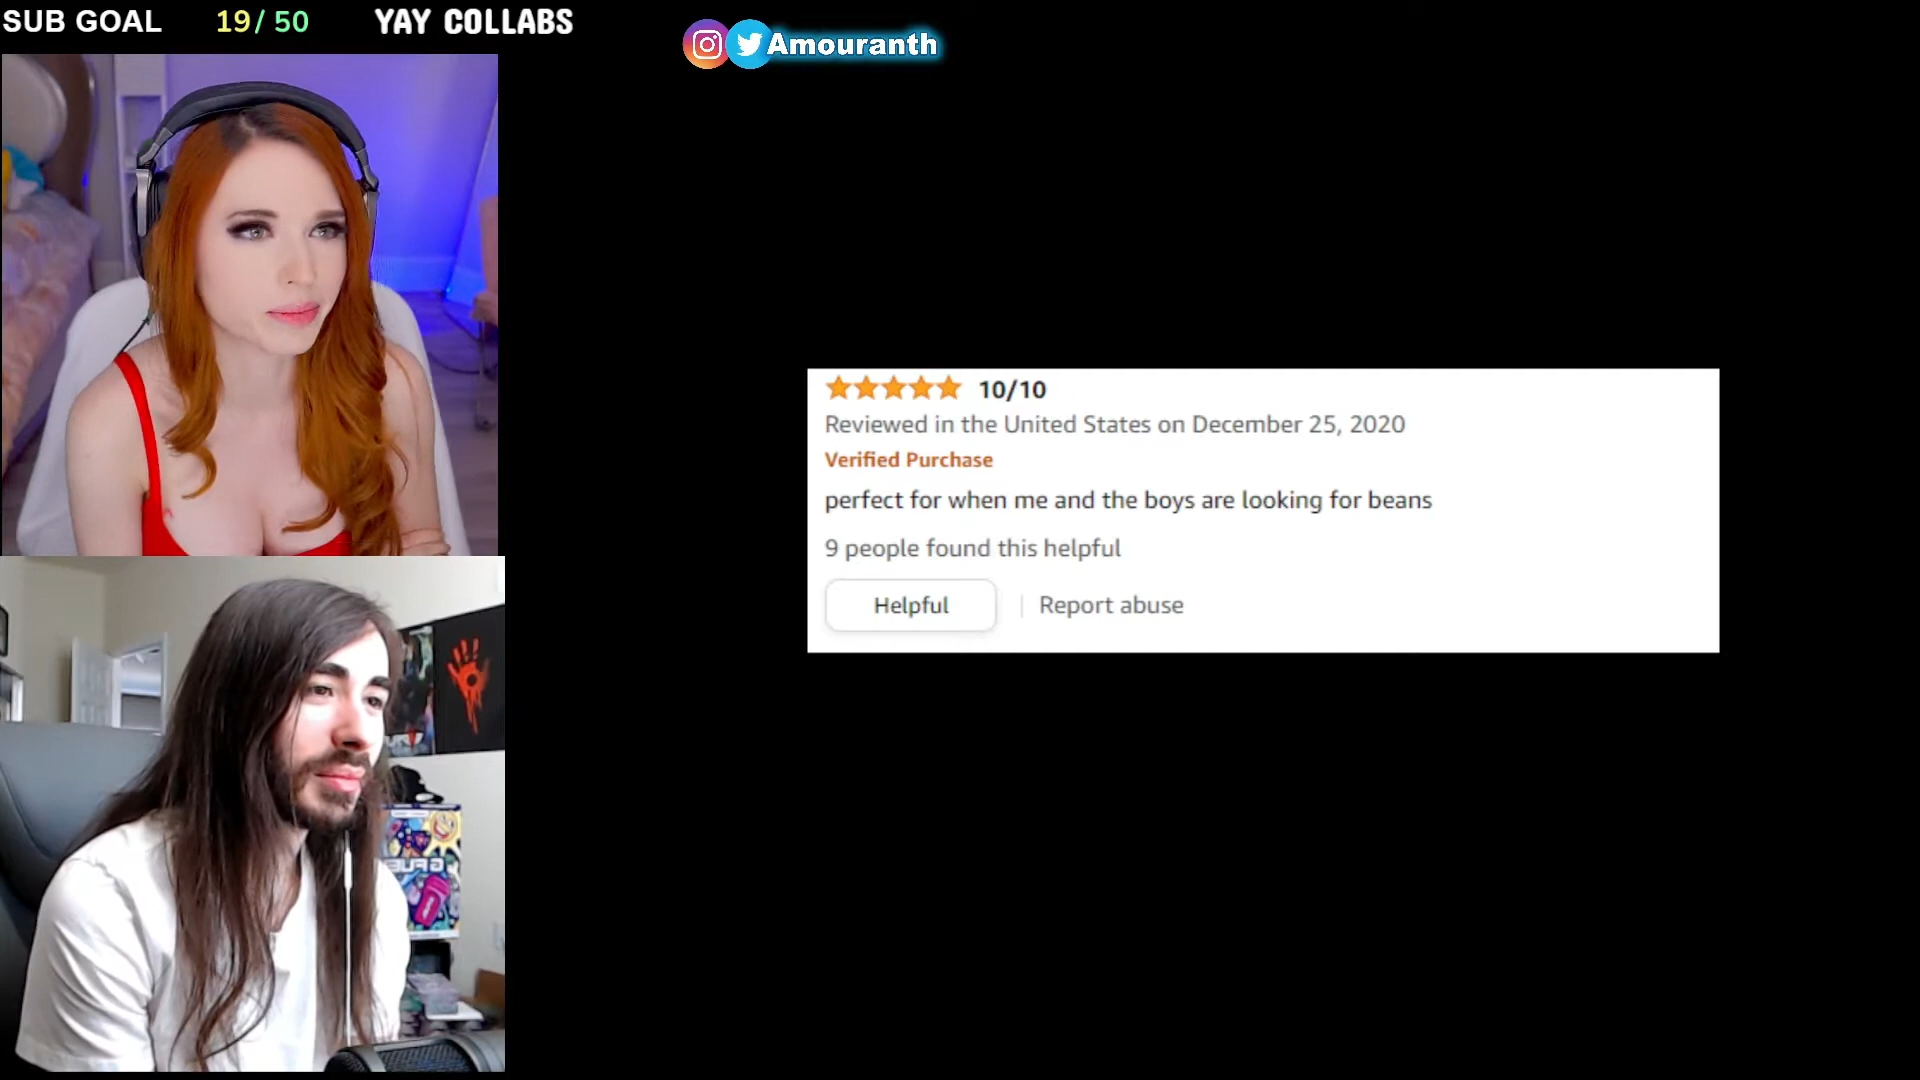 SUB GOAL 19/ 50 YAY COLLABS
Amouranth
10/10
Reviewed in the United States on December 25, 2020
Verified Purchase
perfect for when me and the boys are looking for beans
9 people found this helpful
Helpful | Report abuse